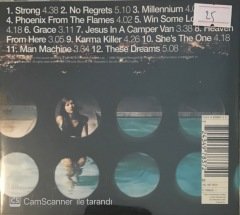 1. Strong 4.38 2. No Regrets 5.10 3. Millennium 4.05
4. Phoenix From The Flames 4.02 5. Win Some Lo
4.18 6. Grace 3.11 7. Jesus In A Camper Van 3.38 8. Heaven
From Here 3.05 9. Karma Killer 4.26 10. She's The One 4.18
11: Man Machine 3.34 12. These Dreams 5.08
25
CS CamScanner ile tarandı